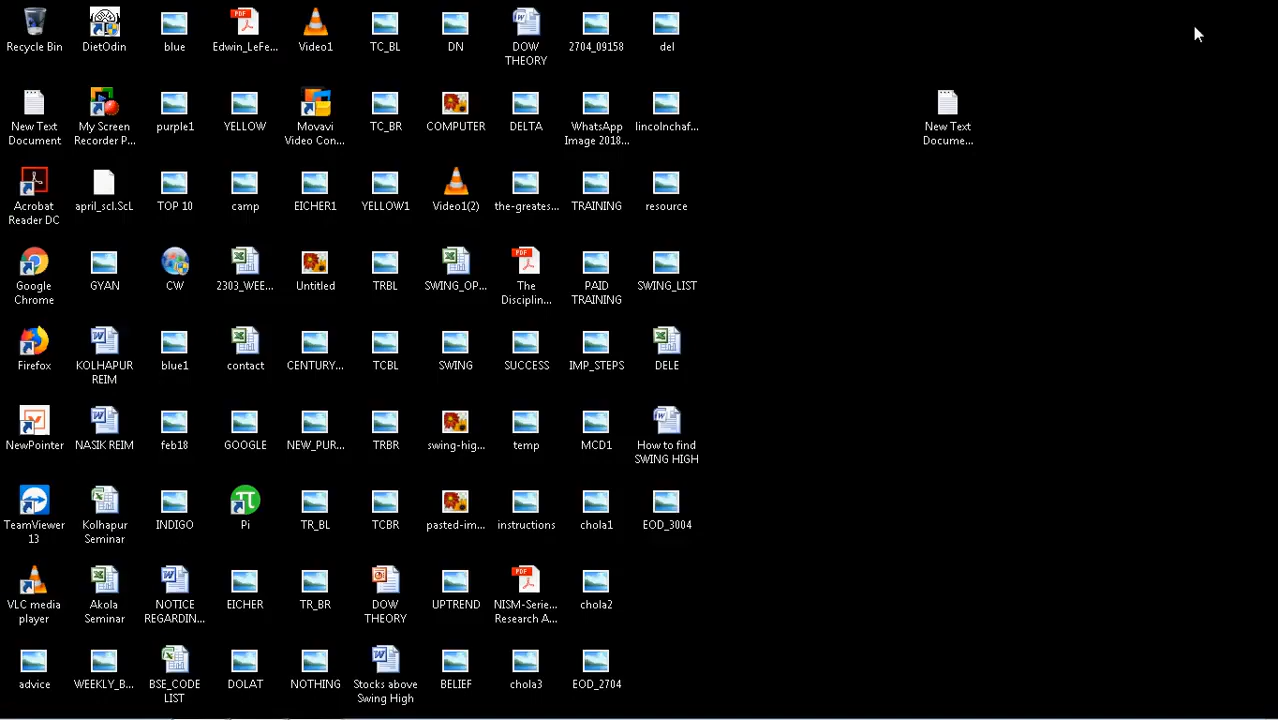 Recycle Bin
DietOdin
blue
Edwin_LeFe...
Video1
TC_BL
DN
DOW
THEORY
2704_09158
del
New Text
Document
My Screen
Recorder P...
purple1
YELLOW
Movavi
Video Con...
TC_BR
COMPUTER
DELTA
WhatsApp
Image 2018...
lincolnchaf...
New Text
Docume...
Acrobat
Reader DC
april_scl.ScL
TOP 10
camp
EICHER1
YELLOW1
Video1(2)
the-greates...
TRAINING
resource
Google
Chrome
GYAN
CW
2303_WEE...
Untitled
TRBL
SWING_OP...
The
Disciplin...
PAID
TRAINING
SWING_LIST
Firefox
KOLHAPUR
REIM
blue1
contact
CENTURY...
TCBL
SWING
SUCCESS
IMP_STEPS
DELE
NewPointer
NASIK REIM
feb18
GOOGLE
NEW_PUR...
TRBR
swing-hig...
temp
MCD1
How to find
SWING HIGH
TeamViewer
13
Kolhapur
Seminar
INDIGO
Pi
TR_BL
TCBR
pasted-im...
instructions
chola1
EOD_3004
VLC media
player
Akola
Seminar
NOTICE
REGARDIN...
EICHER
TR_BR
DOW
THEORY
UPTREND
NISM-Serie...
Research A...
chola2
advice
WEEKLY_B...
BSE_CODE
LIST
DOLAT
NOTHING
Stocks above
Swing High
BELIEF
chola3
EOD_2704